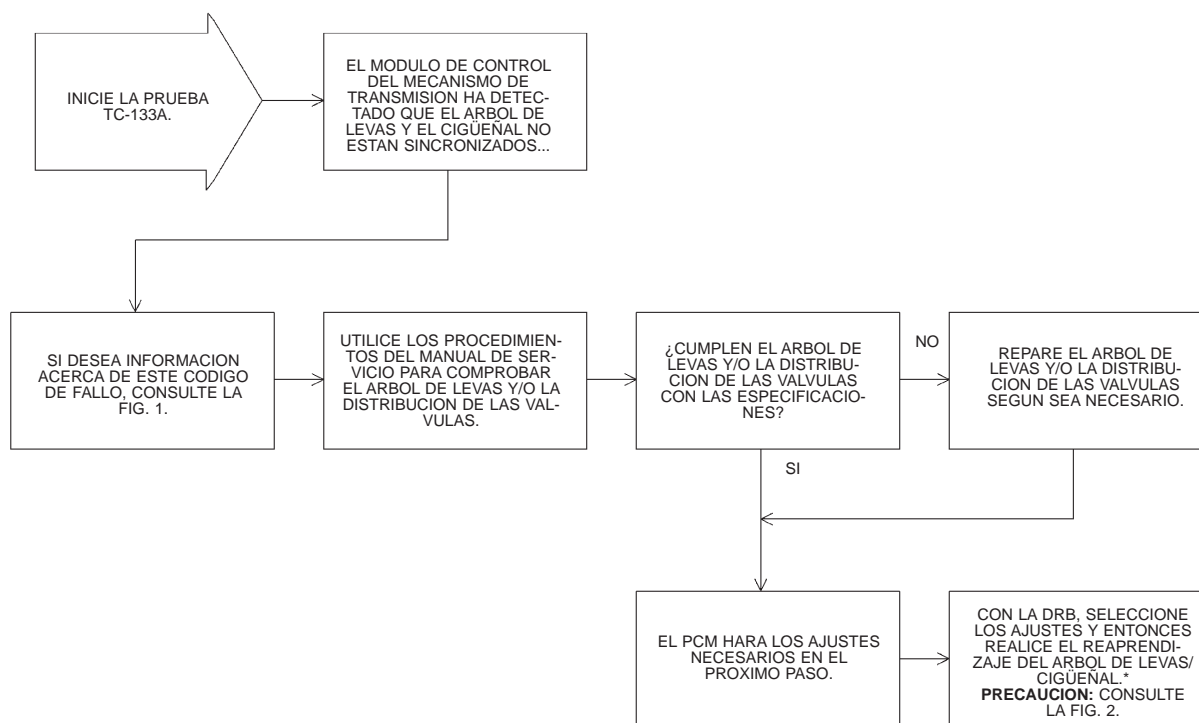 INICIE LA PRUEBA
TC-133A.
EL MODULO DE CONTROL
DEL MECANISMO DE
TRANSMISION HA DETEC-
TADO QUE EL ARBOL DE
LEVAS Y EL CIGÜEÑAL NO
ESTAN SINCRONIZADOS...
SI DESEA INFORMACION
ACERCA DE ESTE CODIGO
DE FALLO, CONSULTE LA
FIG. 1.
UTILICE LOS PROCEDIMIEN-
TOS DEL MANUAL DE SER-
VICIO PARA COMPROBAR
EL ARBOL DE LEVAS Y/O LA
DISTRIBUCION DE LAS VAL-
VULAS.
¿CUMPLEN EL ARBOL DE
LEVAS Y/O LA DISTRIBU-
CION DE LAS VALVULAS
CON LAS ESPECIFICACIO-
NES?
NO
REPARE EL ARBOL DE
LEVAS Y/O LA DISTRIBU-
CION DE LAS VALVULAS
SEGUN SEA NECESARIO.
SI
EL PCM HARA LOS AJUSTES
NECESARIOS EN EL
PROXIMO PASO.
CON LA DRB, SELECCIONE
LOS AJUSTES Y ENTONCES
REALICE EL REAPRENDI-
ZAJE DEL ARBOL DE LEVAS/
CIGÜEÑAL.*
PRECAUCION: CONSULTE
LA FIG. 2.